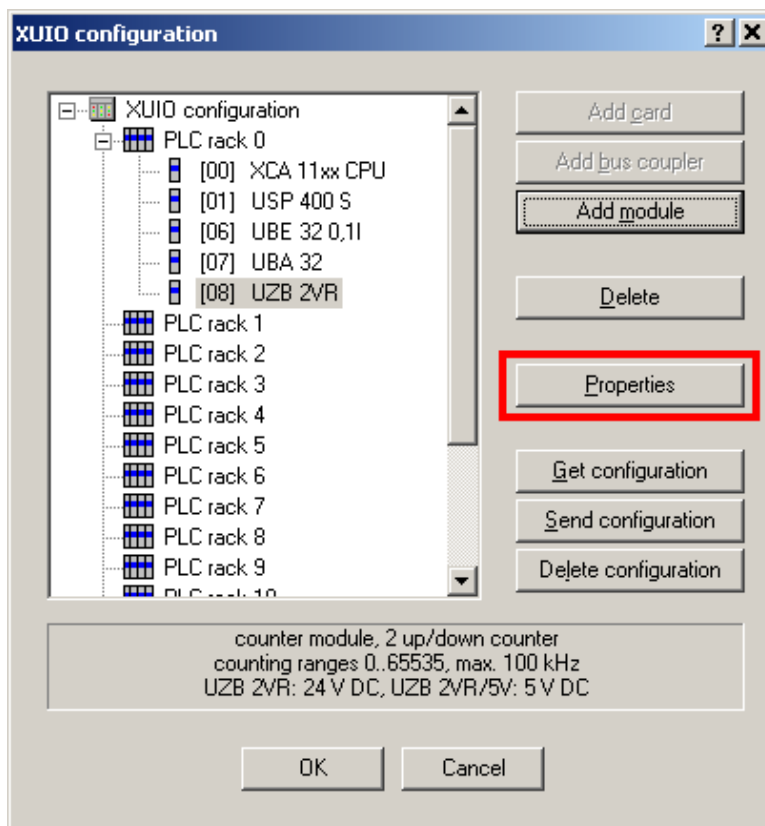 XUIO configuration
XUIO configuration
PLC rack 0
[00] XCA 11xx CPU
[01] USP 400 S
[06] UBE 32 0,1I
[07] UBA 32
[08] UZB 2VR
PLC rack 1
PLC rack 2
PLC rack 3
PLC rack 4
PLC rack 5
PLC rack 6
PLC rack 7
PLC rack 8
PLC rack 9
PLC rack 10
Add card
Add bus coupler
Add module
Delete
Properties
Get configuration
Send configuration
Delete configuration
counter module, 2 up/down counter
counting ranges 0..65535, max. 100 kHz
UZB 2VR: 24 V DC, UZB 2VR/5V: 5 V DC
OK
Cancel